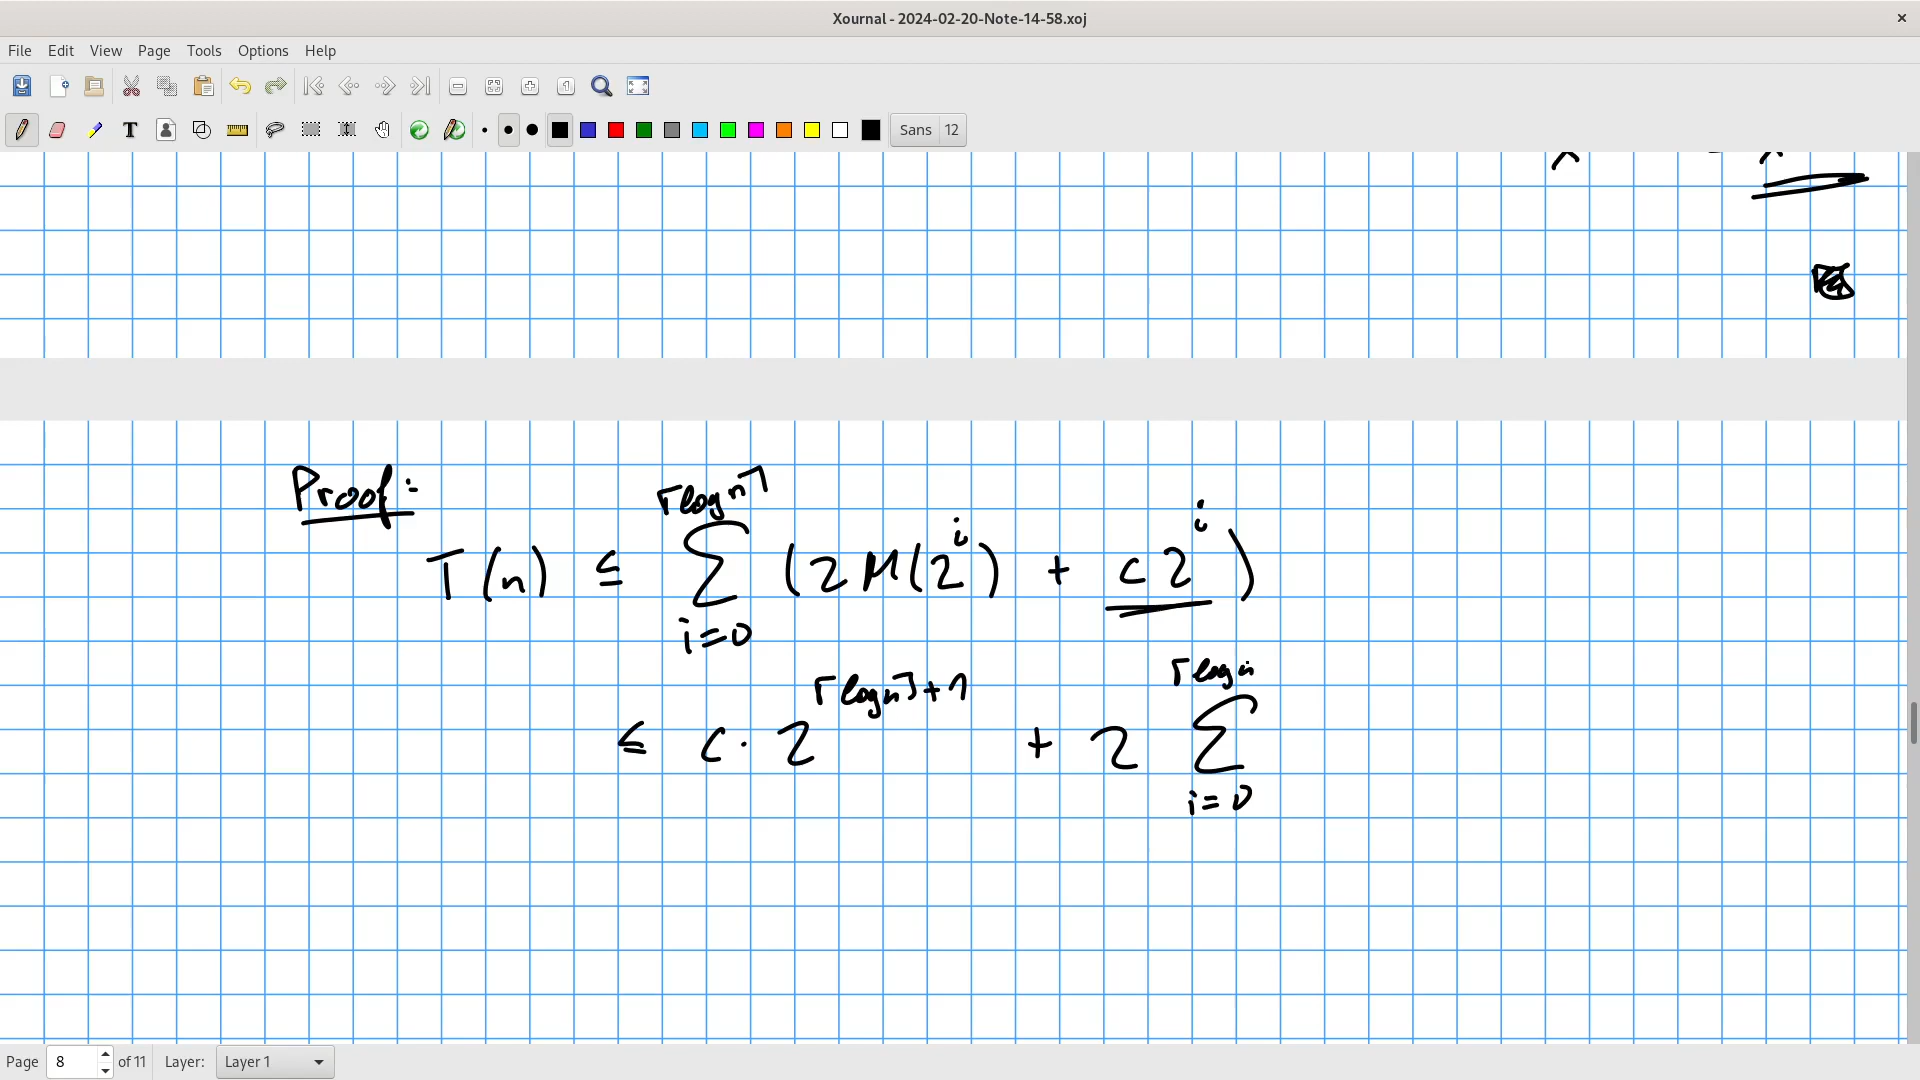 Xournal - 2024-02-20-Note-14-58.xoj
File Edit View Page Tools Options Help
Sans 12
Proof:
T(n) ≤ ∑_{i=0}^{⌈log n⌉} (2M(2^i) + c2^i)
≤ c·2^{⌈log n⌉+1} + 2 ∑_{i=0}^{⌈log n}
Page 8 of 11 Layer: Layer 1